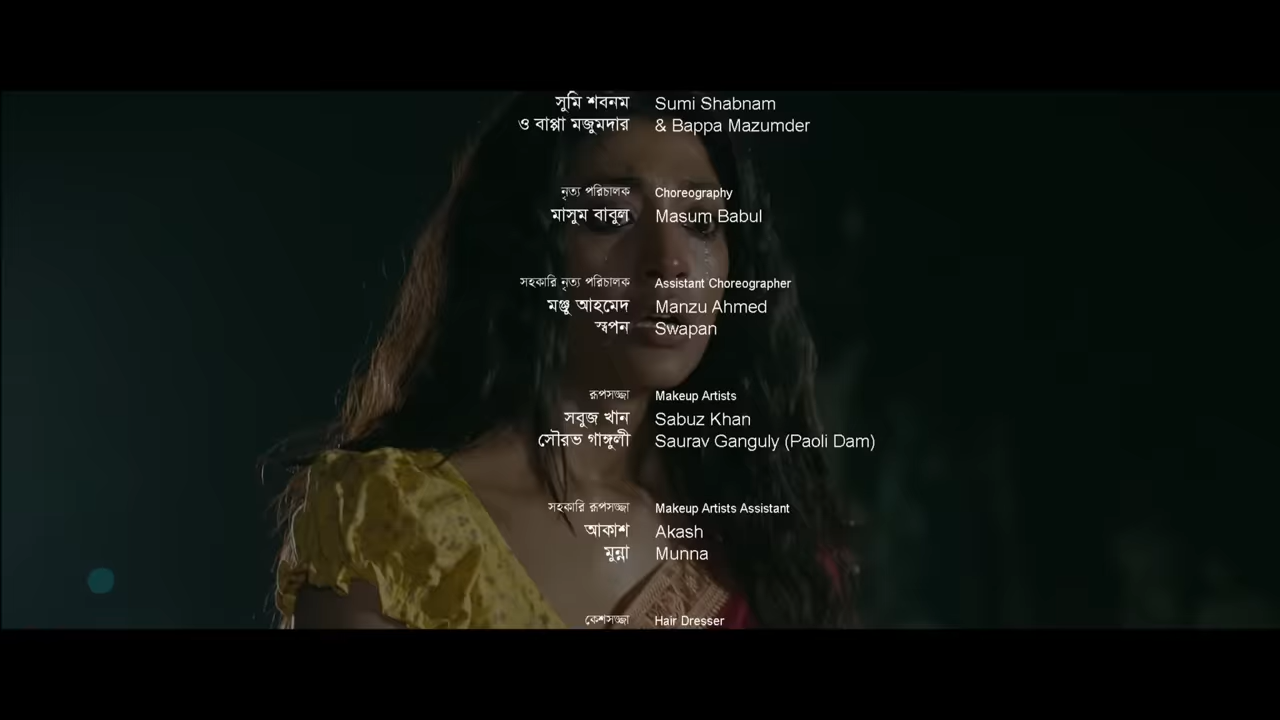 সুমি শবনম Sumi Shabnam
ও বাপ্পা মজুমদার & Bappa Mazumder
নৃত্য পরিচালক Choreography
মাসুম বাবুল Masum Babul
সহকারি নৃত্য পরিচালক Assistant Choreographer
মঞ্জু আহমেদ Manzu Ahmed
স্বপন Swapan
রূপসজ্জা Makeup Artists
সবুজ খান Sabuz Khan
সৌরভ গাঙ্গুলী Saurav Ganguly (Paoli Dam)
সহকারি রূপসজ্জা Makeup Artists Assistant
আকাশ Akash
মুন্না Munna
কেশসজ্জা Hair Dresser